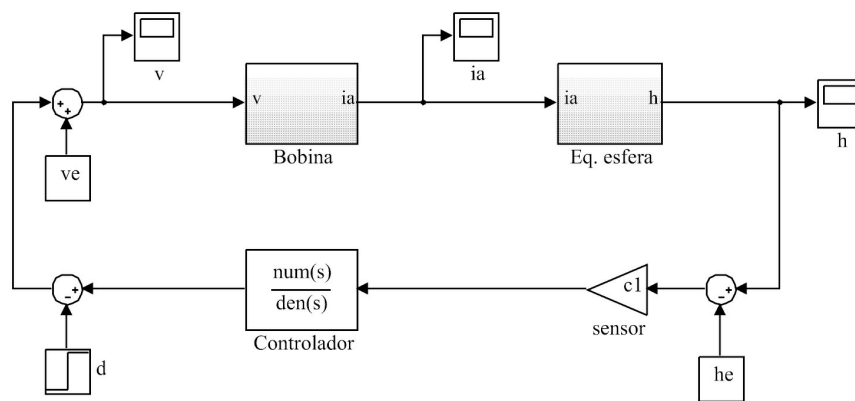 v
ia
h
v
ia
Bobina
ia
h
Eq. esfera
+
+
ve
-
+
d
num(s)
den(s)
Controlador
c1
sensor
-
+
he